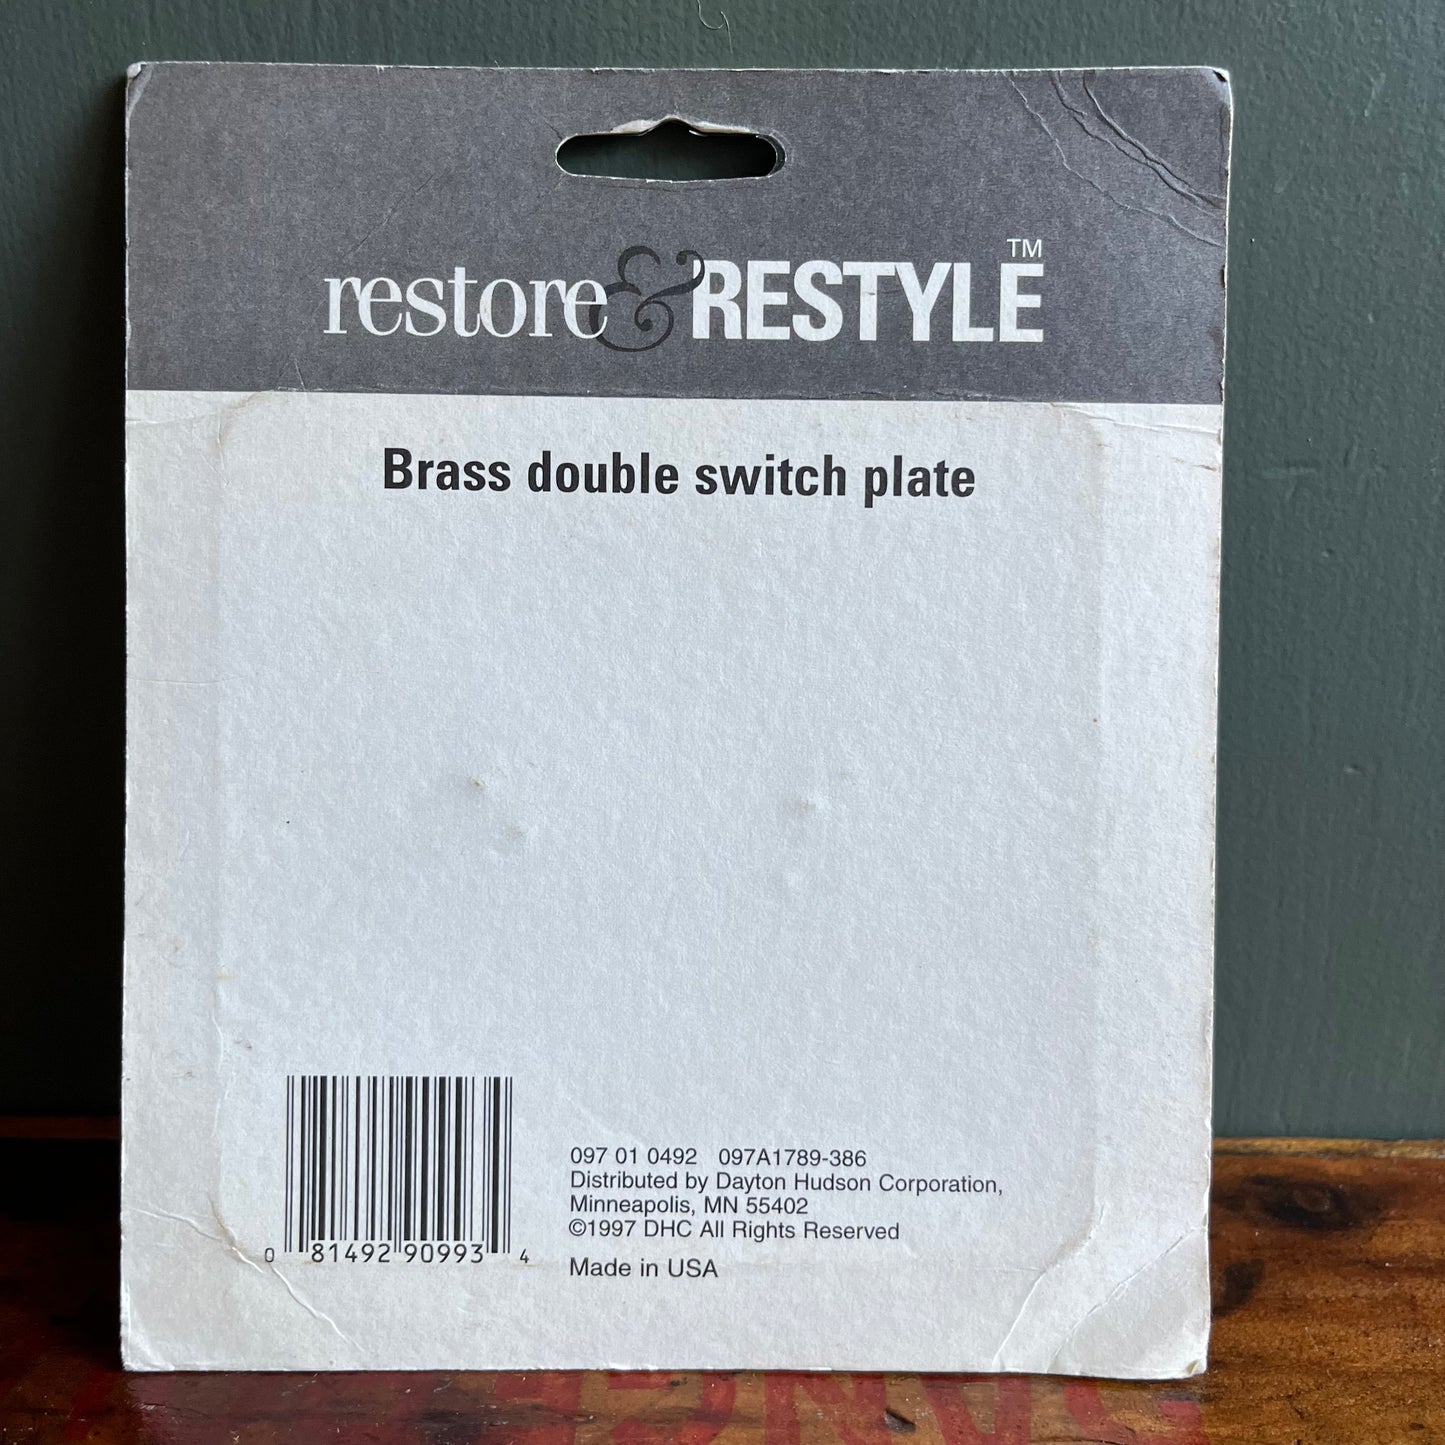 restore & RESTYLE™
Brass double switch plate
097 01 0492 097A1789-386
Distributed by Dayton Hudson Corporation,
Minneapolis, MN 55402
©1997 DHC All Rights Reserved
Made in USA
0 81492 90993 4